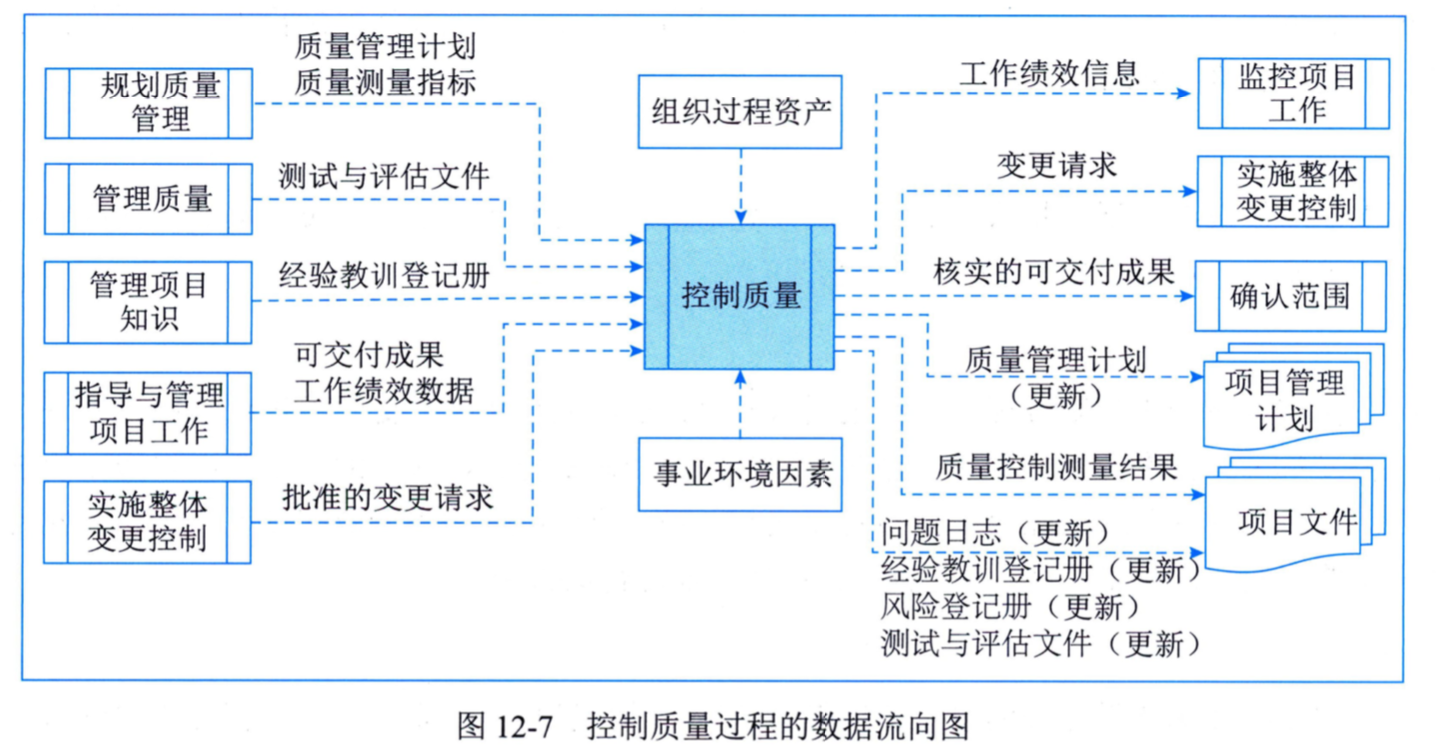 质量管理计划
质量测量指标
规划质量
管理
测试与评估文件
管理质量
经验教训登记册
管理项目
知识
可交付成果
工作绩效数据
指导与管理
项目工作
批准的变更请求
实施整体
变更控制
组织过程资产
控制质量
事业环境因素
工作绩效信息
监控项目
工作
变更请求
实施整体
变更控制
核实的可交付成果
确认范围
质量管理计划
（更新）
项目管理
计划
质量控制测量结果
项目文件
问题日志（更新）
经验教训登记册（更新）
风险登记册（更新）
测试与评估文件（更新）
图 12-7 控制质量过程的数据流向图